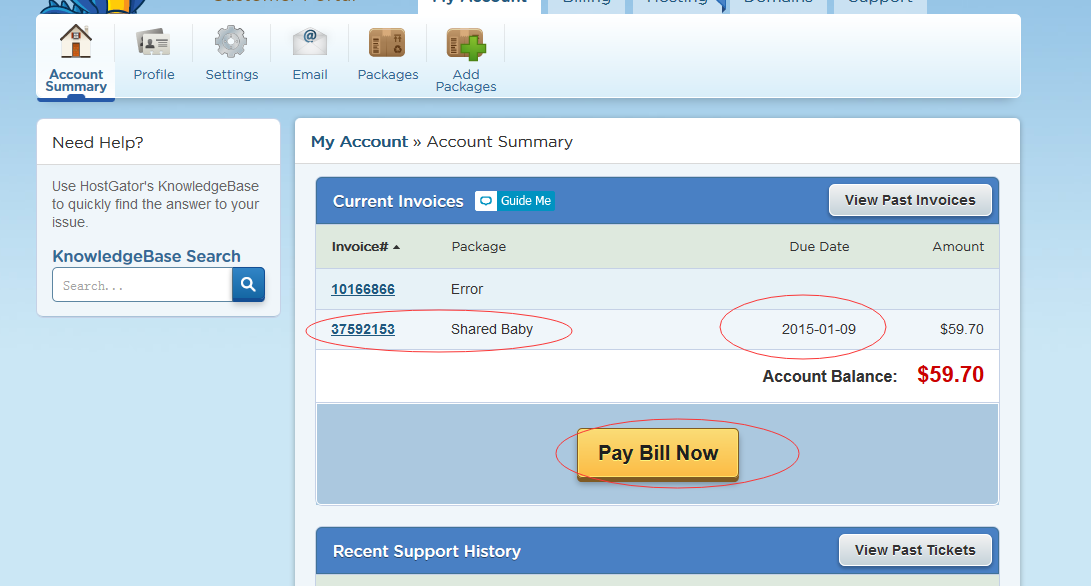 Customer Portal
My Account Billing Hosting Domains Support
Account Summary Profile Settings Email Packages Add Packages
Need Help?
Use HostGator's KnowledgeBase
to quickly find the answer to your
issue.
KnowledgeBase Search
Search...
My Account » Account Summary
Current Invoices Guide Me View Past Invoices
Invoice# Package Due Date Amount
10166866 Error
37592153 Shared Baby 2015-01-09 $59.70
Account Balance: $59.70
Pay Bill Now
Recent Support History View Past Tickets